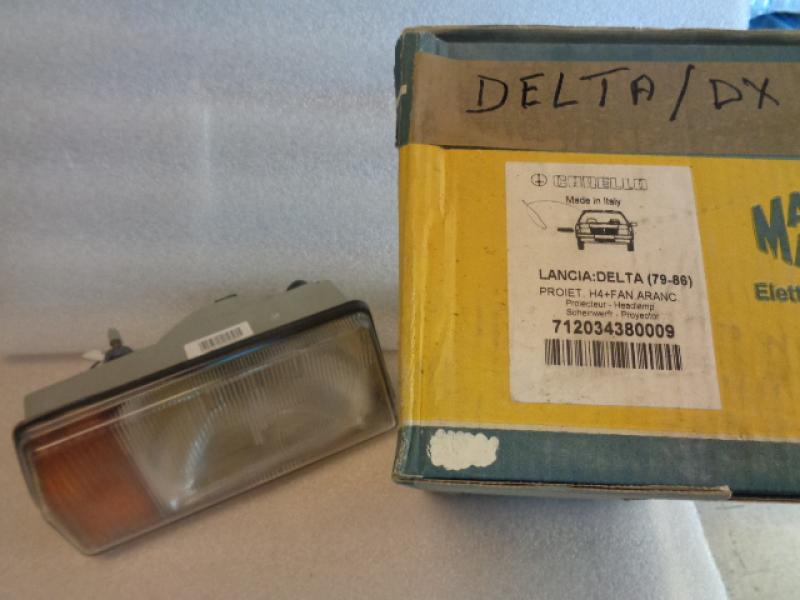 DELTA/DX
CARELLO
Made in Italy
LANCIA:DELTA (79-86)
PROIET. H4+FAN.ARANC
Projecteur - Headlamp
Scheinwerfr - Proyector
712034380009
MA
MA
Elett